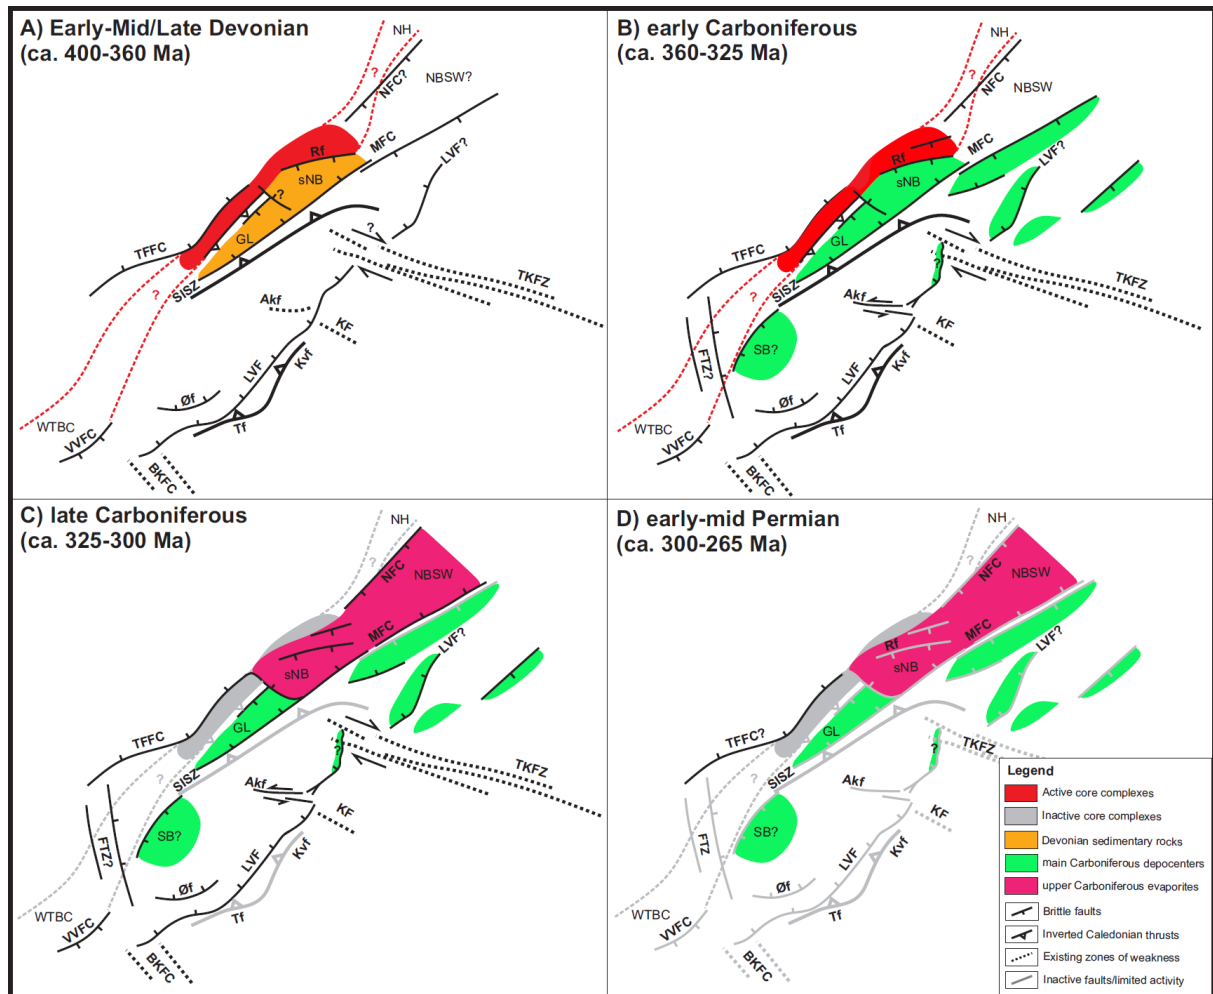 A) Early-Mid/Late Devonian
(ca. 400-360 Ma)
NH
?
NFC?
NBSW?
MFC
Rf
sNB
LVF?
?
GL
?
TFFC
SISZ
?
TKFZ
Akf
KF
LVF
Kvf
Øf
Tf
WTBC
VVFC
BKFC
B) early Carboniferous
(ca. 360-325 Ma)
NH
?
NFC
NBSW
MFC
Rf
sNB
LVF?
GL
?
TFFC
SISZ
?
TKFZ
Akf
KF
FTZ?
SB?
LVF
Kvf
Øf
Tf
WTBC
VVFC
BKFC
C) late Carboniferous
(ca. 325-300 Ma)
NH
?
NFC
NBSW
MFC
LVF?
sNB
GL
?
TFFC
SISZ
?
TKFZ
Akf
KF
FTZ?
SB?
LVF
Kvf
Øf
Tf
WTBC
VVFC
BKFC
D) early-mid Permian
(ca. 300-265 Ma)
NH
?
NFC
NBSW
MFC
Rf
sNB
LVF?
GL
?
TFFC?
SISZ
?
TKFZ
Akf
KF
FTZ
SB?
LVF
Kvf
Øf
Tf
WTBC
VVFC
BKFC
Legend
Active core complexes
Inactive core complexes
Devonian sedimentary rocks
main Carboniferous depocenters
upper Carboniferous evaporites
Brittle faults
Inverted Caledonian thrusts
Existing zones of weakness
Inactive faults/limited activity